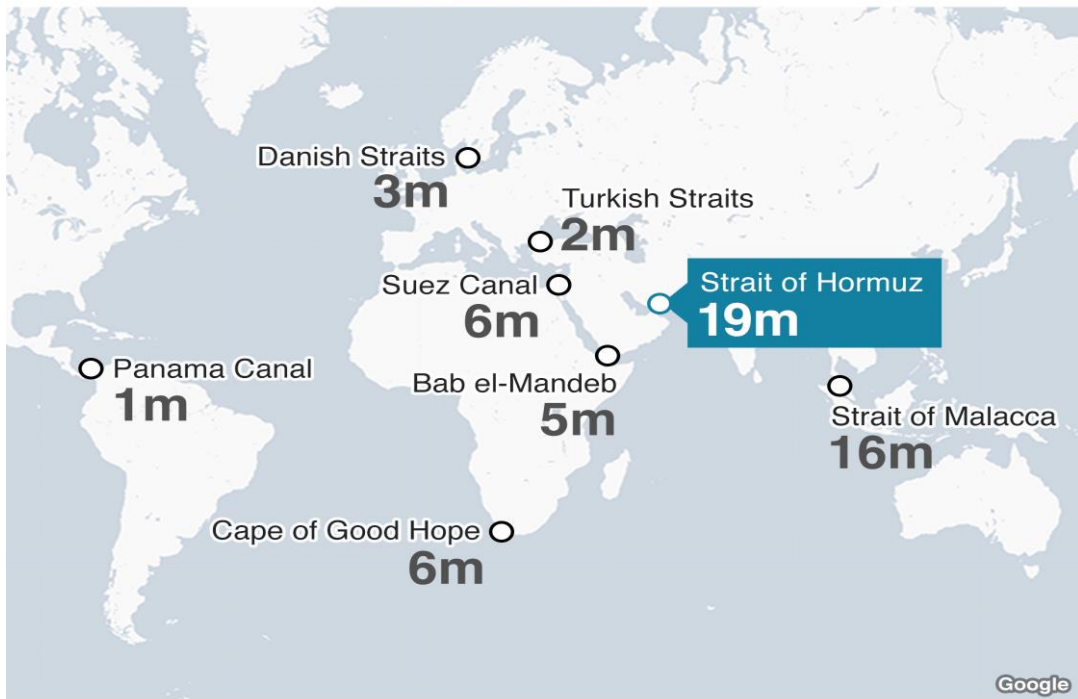 Danish Straits
3m
Turkish Straits
2m
Suez Canal
6m
Strait of Hormuz
19m
Panama Canal
1m
Bab el-Mandeb
5m
Strait of Malacca
16m
Cape of Good Hope
6m
Google